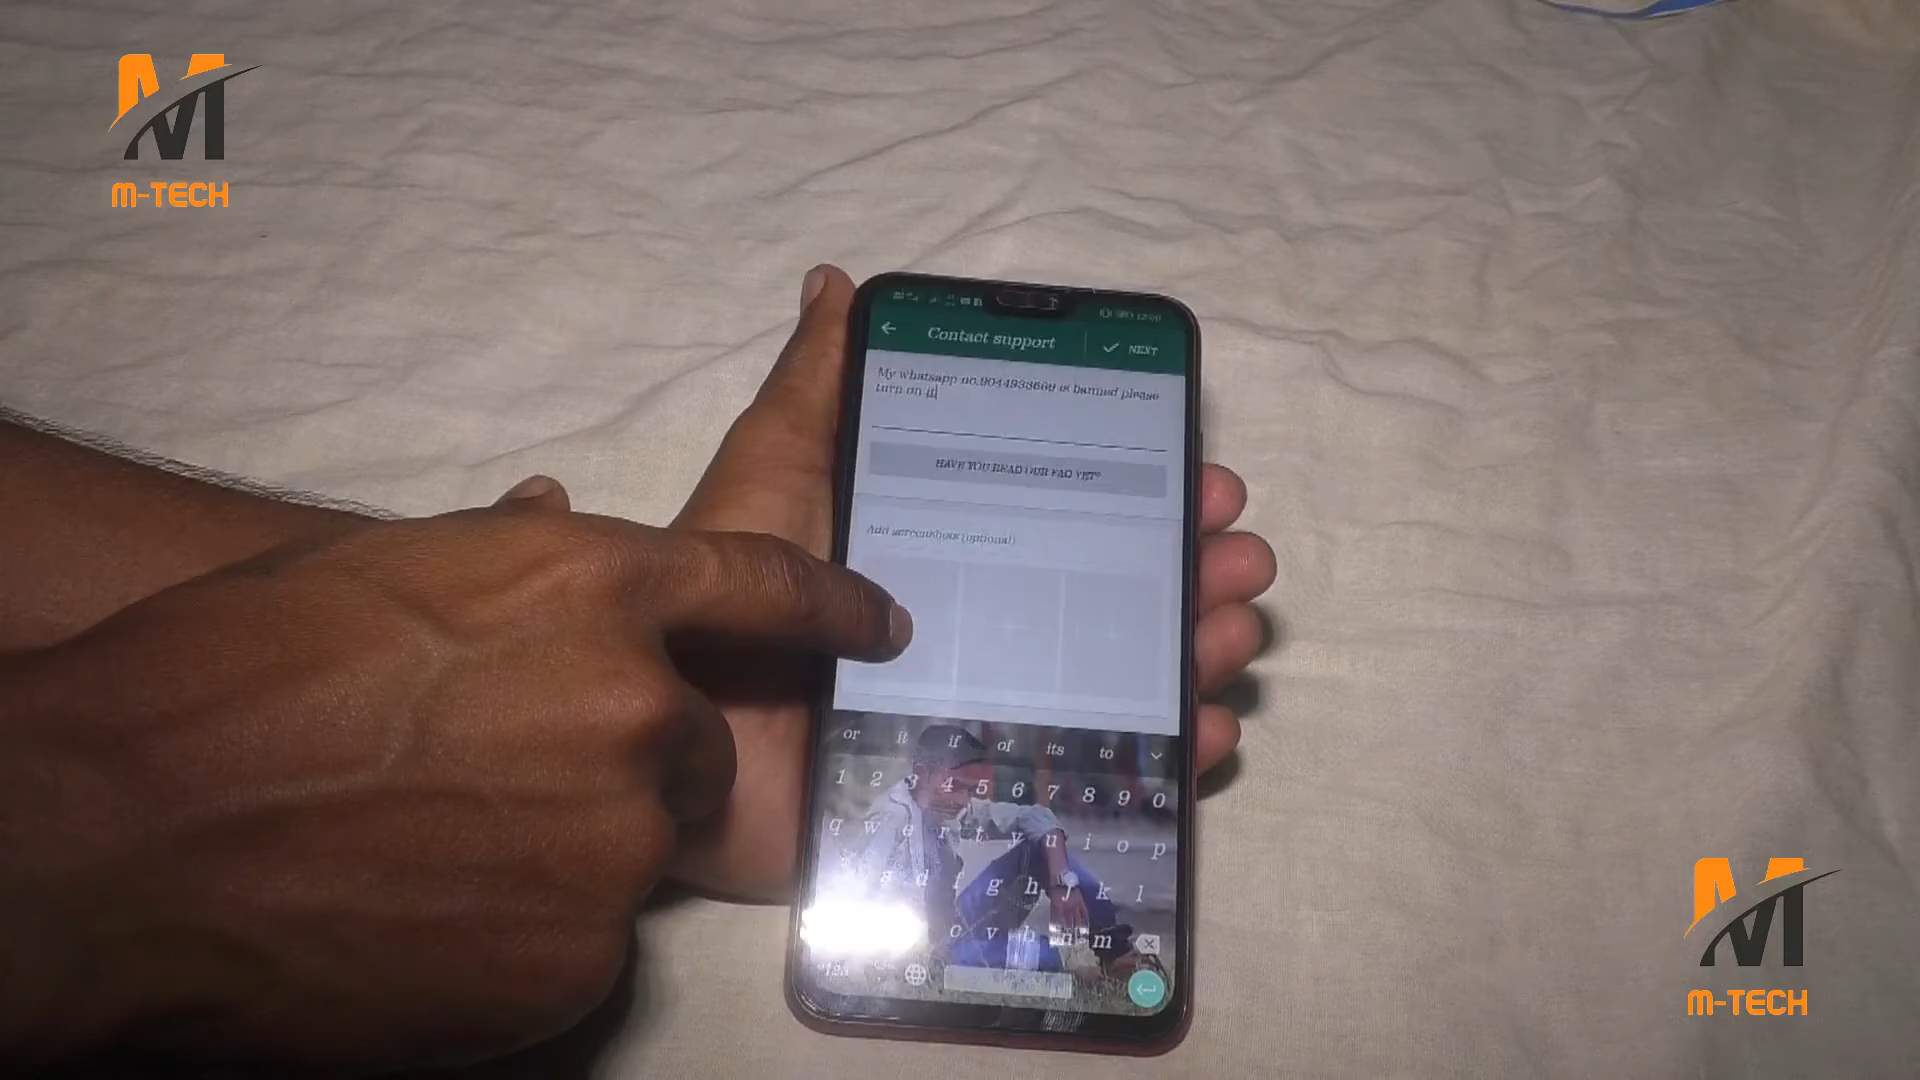 M-TECH
Contact support
NEXT
My whatsapp no.9044933669 is banned please
turn on it
HAVE YOU READ OUR FAQ YET?
Add screenshots (optional)
or it if of its to
1 2 3 4 5 6 7 8 9 0
q w e r t y u i o p
s d f g h j k l
c v b n m
M-TECH